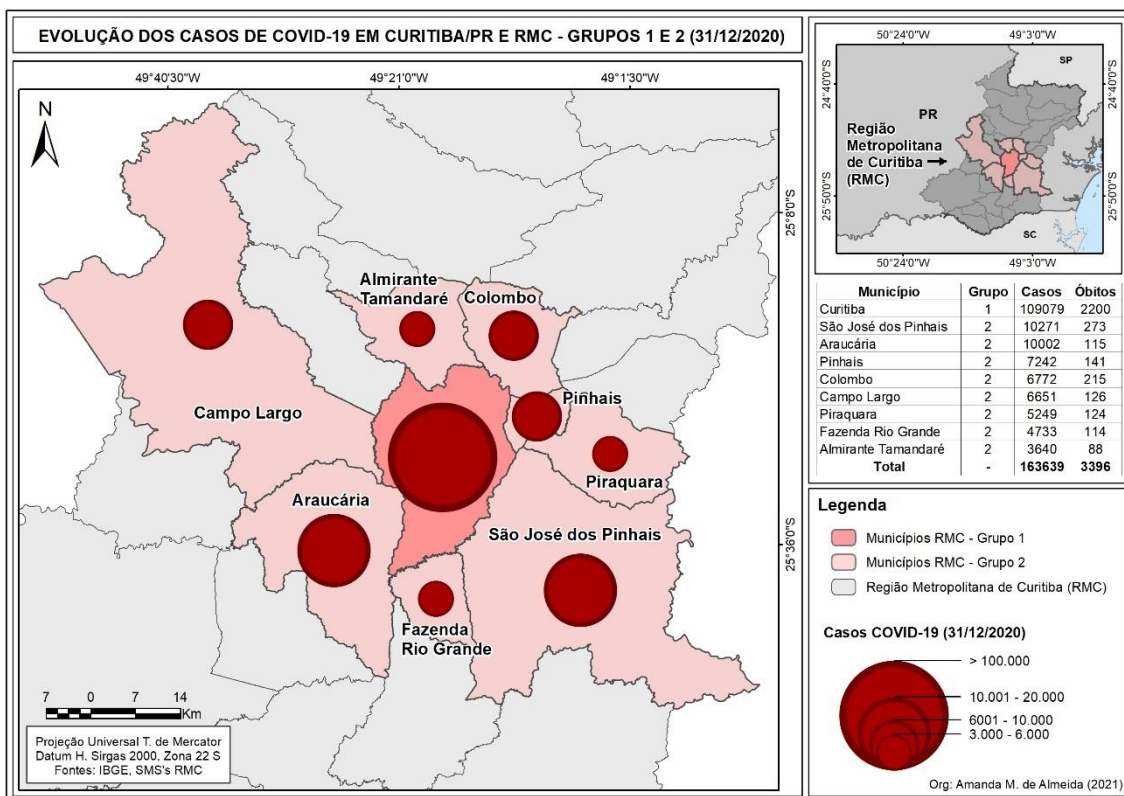 EVOLUÇÃO DOS CASOS DE COVID-19 EM CURITIBA/PR E RMC - GRUPOS 1 E 2 (31/12/2020)
49°40'30"W 49°21'0"W 49°1'30"W
N
25°8'0"S
25°36'0"S
Almirante
Tamandaré
Colombo
Campo Largo
Pinhais
Piraquara
Araucária
São José dos Pinhais
Fazenda
Rio Grande
7 0 7 14
Km
Projeção Universal T. de Mercator
Datum H. Sirgas 2000, Zona 22 S
Fontes: IBGE, SMS's RMC
50°24'0"W 49°3'0"W
SP
24°40'0"S
24°40'0"S
PR
Região
Metropolitana
de Curitiba
(RMC)
25°50'0"S
25°50'0"S
SC
50°24'0"W 49°3'0"W
Município Grupo Casos Óbitos
Curitiba 1 109079 2200
São José dos Pinhais 2 10271 273
Araucária 2 10002 115
Pinhais 2 7242 141
Colombo 2 6772 215
Campo Largo 2 6651 126
Piraquara 2 5249 124
Fazenda Rio Grande 2 4733 114
Almirante Tamandaré 2 3640 88
Total - 163639 3396
Legenda
Municípios RMC - Grupo 1
Municípios RMC - Grupo 2
Região Metropolitana de Curitiba (RMC)
Casos COVID-19 (31/12/2020)
> 100.000
10.001 - 20.000
6001 - 10.000
3.000 - 6.000
Org: Amanda M. de Almeida (2021)